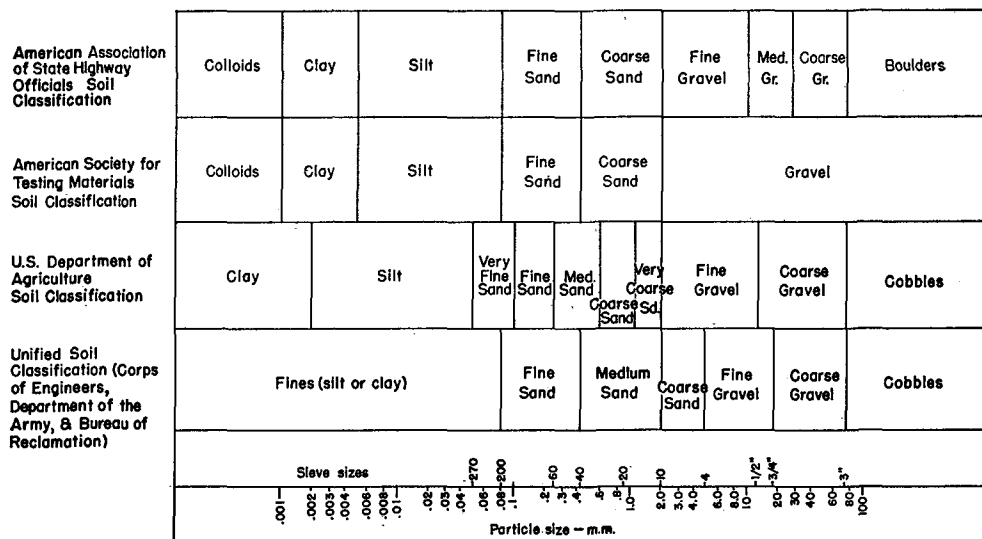 American Association
of State Highway
Officials Soil
Classification
Colloids
Clay
Silt
Fine
Sand
Coarse
Sand
Fine
Gravel
Med.
Gr.
Coarse
Gr.
Boulders
American Society for
Testing Materials
Soil Classification
Colloids
Clay
Silt
Fine
Sand
Coarse
Sand
Gravel
U.S. Department of
Agriculture
Soil Classification
Clay
Silt
Very
Fine
Sand
Fine
Sand
Med.
Sand
Coarse
Sand
Very
Coarse
Sd.
Fine
Gravel
Coarse
Gravel
Cobbles
Unified Soil
Classification (Corps
of Engineers,
Department of the
Army, & Bureau of
Reclamation)
Fines (silt or clay)
Fine
Sand
Medium
Sand
Coarse
Sand
Fine
Gravel
Coarse
Gravel
Cobbles
Sieve sizes
270
200
60
40
20
10
4
1/2"
3/4"
3"
.001
.002
.004
.006
.008
.01
.02
.03
.04
.06
.08
.1
.2
.3
.4
.6
.8
1.0
2.0
3.0
4.0
6.0
8.0
10
20
30
40
60
80
100
Particle size – m.m.